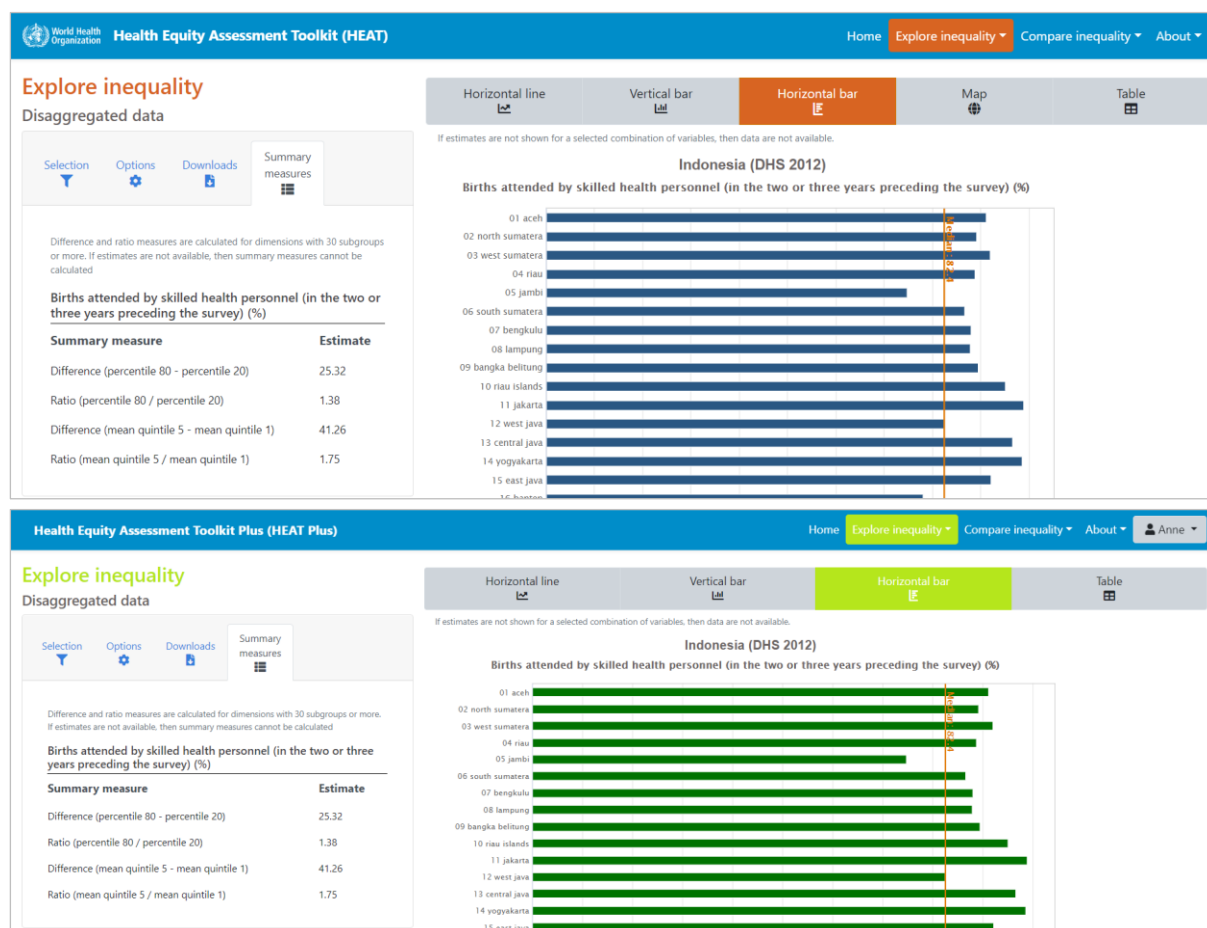 World Health
Organization
Health Equity Assessment Toolkit (HEAT)
Home
Explore inequality
Compare inequality
About
Explore inequality
Disaggregated data
Selection
Options
Downloads
Summary
measures
Difference and ratio measures are calculated for dimensions with 30 subgroups
or more. If estimates are not available, then summary measures cannot be
calculated
Births attended by skilled health personnel (in the two or
three years preceding the survey) (%)
Summary measure Estimate
Difference (percentile 80 - percentile 20) 25.32
Ratio (percentile 80 / percentile 20) 1.38
Difference (mean quintile 5 - mean quintile 1) 41.26
Ratio (mean quintile 5 / mean quintile 1) 1.75
Horizontal line
Vertical bar
Horizontal bar
Map
Table
If estimates are not shown for a selected combination of variables, then data are not available.
Indonesia (DHS 2012)
Births attended by skilled health personnel (in the two or three years preceding the survey) (%)
01 aceh
02 north sumatera
03 west sumatera
04 riau
05 jambi
06 south sumatera
07 bengkulu
08 lampung
09 bangka belitung
10 riau islands
11 jakarta
12 west java
13 central java
14 yogyakarta
15 east java
16 banten
Health Equity Assessment Toolkit Plus (HEAT Plus)
Home
Explore inequality
Compare inequality
About
Anne
Explore inequality
Disaggregated data
Selection
Options
Downloads
Summary
measures
Difference and ratio measures are calculated for dimensions with 30 subgroups or more.
If estimates are not available, then summary measures cannot be calculated
Births attended by skilled health personnel (in the two or three
years preceding the survey) (%)
Summary measure Estimate
Difference (percentile 80 - percentile 20) 25.32
Ratio (percentile 80 / percentile 20) 1.38
Difference (mean quintile 5 - mean quintile 1) 41.26
Ratio (mean quintile 5 / mean quintile 1) 1.75
Horizontal line
Vertical bar
Horizontal bar
Table
If estimates are not shown for a selected combination of variables, then data are not available.
Indonesia (DHS 2012)
Births attended by skilled health personnel (in the two or three years preceding the survey) (%)
01 aceh
02 north sumatera
03 west sumatera
04 riau
05 jambi
06 south sumatera
07 bengkulu
08 lampung
09 bangka belitung
10 riau islands
11 jakarta
12 west java
13 central java
14 yogyakarta
15 east java